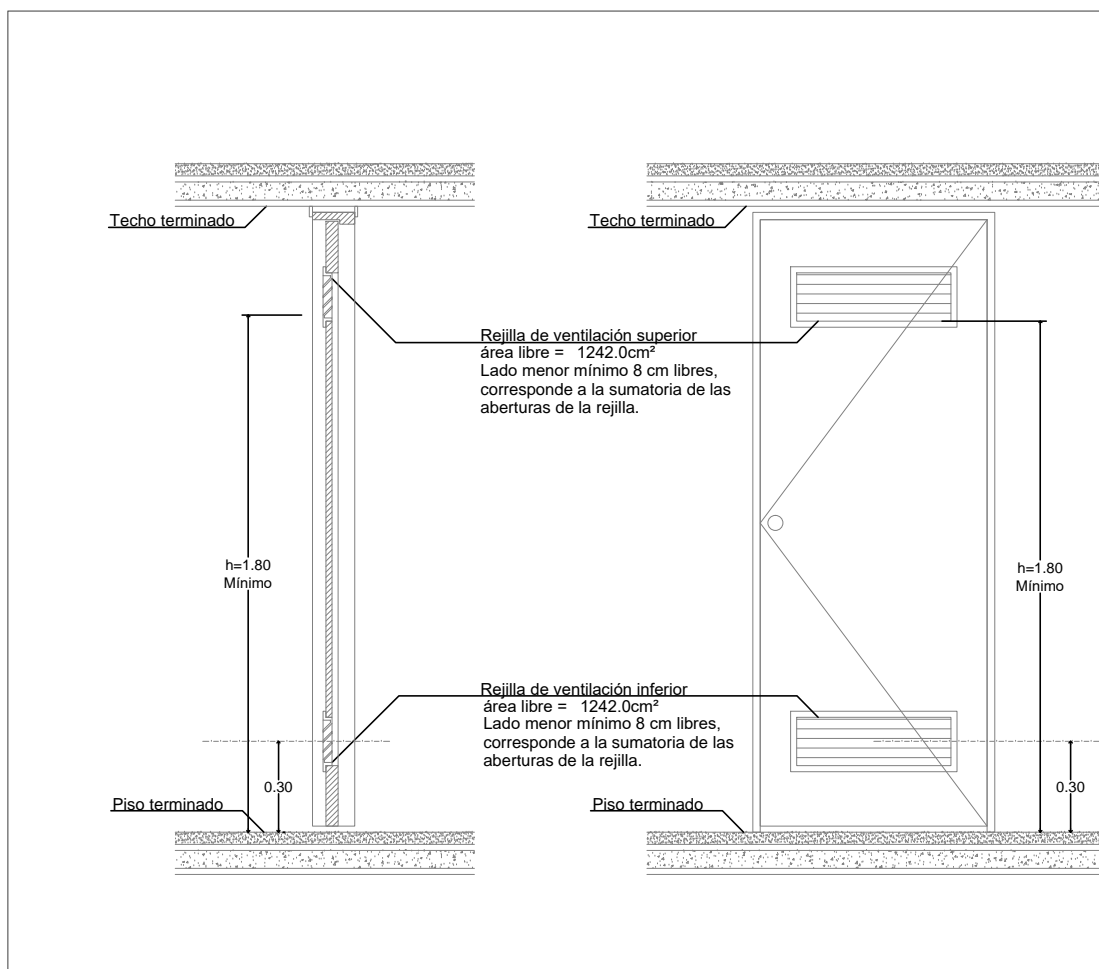 Techo terminado
Techo terminado
Rejilla de ventilación superior
área libre = 1242.0cm²
Lado menor mínimo 8 cm libres,
corresponde a la sumatoria de las
aberturas de la rejilla.
h=1.80
Mínimo
h=1.80
Mínimo
Rejilla de ventilación inferior
área libre = 1242.0cm²
Lado menor mínimo 8 cm libres,
corresponde a la sumatoria de las
aberturas de la rejilla.
0.30
0.30
Piso terminado
Piso terminado